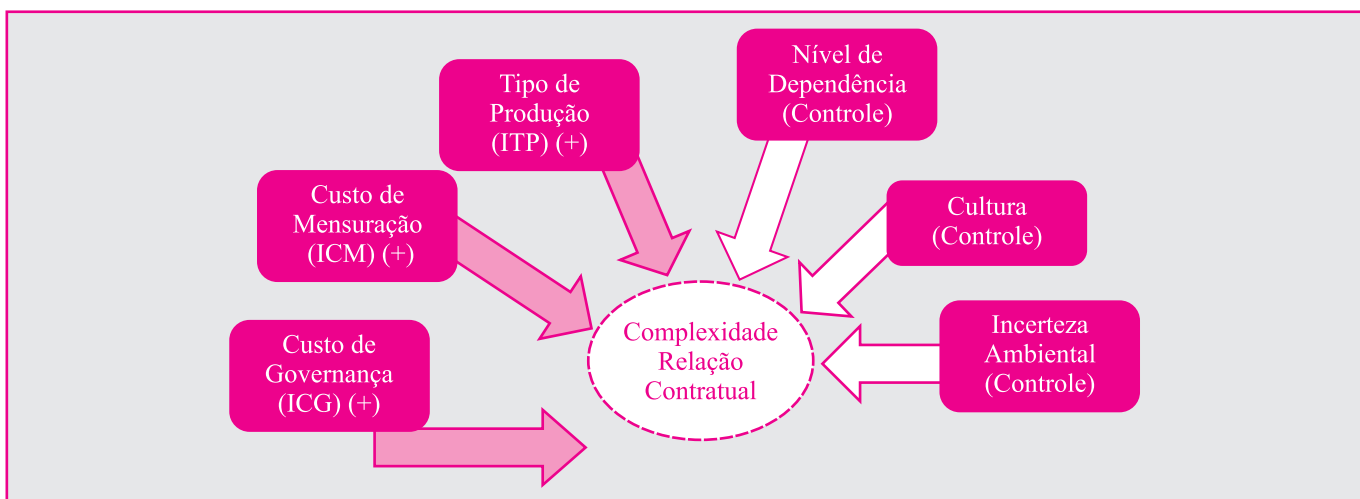 Nível de
Dependência
(Controle)
Tipo de
Produção
(ITP) (+)
Custo de
Mensuração
(ICM) (+)
Cultura
(Controle)
Custo de
Governança
(ICG) (+)
Complexidade
Relação
Contratual
Incerteza
Ambiental
(Controle)